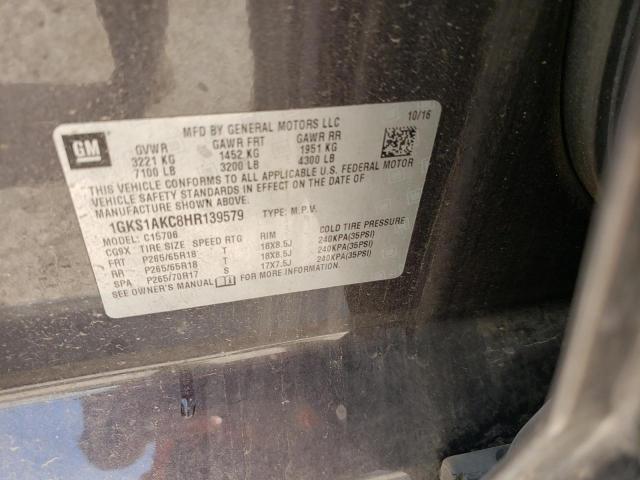 GM
MFD BY GENERAL MOTORS LLC 10/16
GVWR GAWR FRT GAWR RR
3221 KG 1452 KG 1951 KG
7100 LB 3200 LB 4300 LB
THIS VEHICLE CONFORMS TO ALL APPLICABLE U.S. FEDERAL MOTOR
VEHICLE SAFETY STANDARDS IN EFFECT ON THE DATE OF
MANUFACTURE SHOWN ABOVE.
1GKS1AKC8HR139579 TYPE: M.P.V.
MODEL: C15706
CG9X TIRE SIZE SPEED RTG RIM COLD TIRE PRESSURE
FRT P265/65R18 T 18X8.5J 240KPA(35PSI)
RR P265/65R18 T 18X8.5J 240KPA(35PSI)
SPA P265/70R17 S 17X7.5J 240KPA(35PSI)
SEE OWNER'S MANUAL FOR MORE INFORMATION.